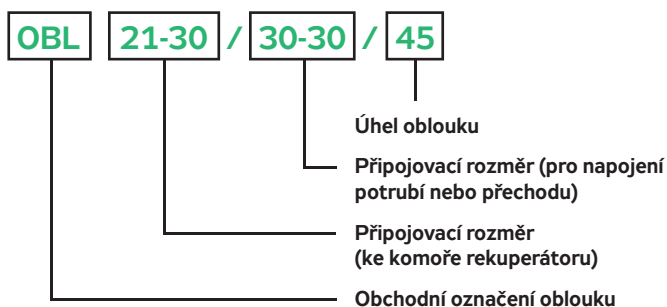 OBL 21-30 / 30-30 / 45
Úhel oblouku
Připojovací rozměr (pro napojení
potrubí nebo přechodu)
Připojovací rozměr
(ke komoře rekuperátoru)
Obchodní označení oblouku